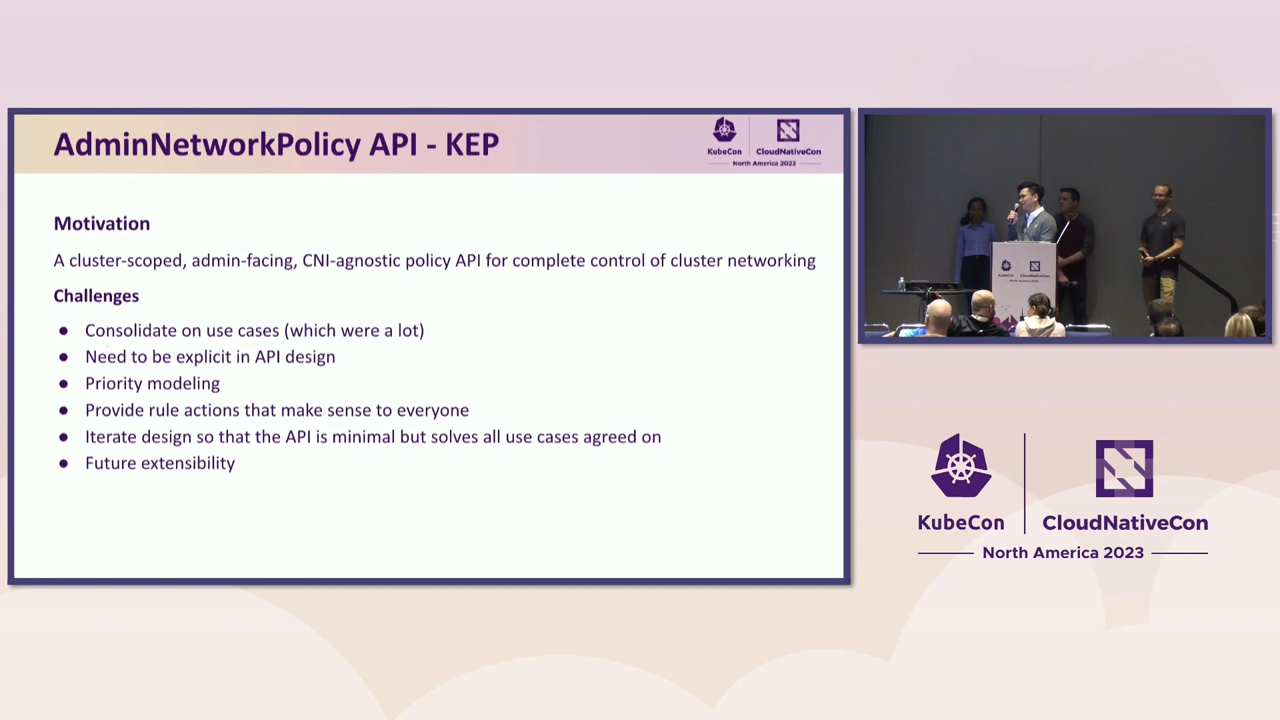 AdminNetworkPolicy API - KEP
KubeCon
CloudNativeCon
North America 2023
Motivation
A cluster-scoped, admin-facing, CNI-agnostic policy API for complete control of cluster networking
Challenges
● Consolidate on use cases (which were a lot)
● Need to be explicit in API design
● Priority modeling
● Provide rule actions that make sense to everyone
● Iterate design so that the API is minimal but solves all use cases agreed on
● Future extensibility
KubeCon
CloudNativeCon
North America 2023